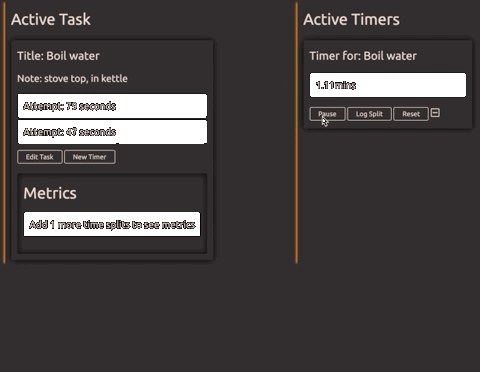 Active Task
Title: Boil water
Note: stove top, in kettle
Attempt: 73 seconds
Attempt: 47 seconds
Edit Task
New Timer
Metrics
Add 1 more time splits to see metrics
Active Timers
Timer for: Boil water
1.11mins
Pause
Log Split
Reset